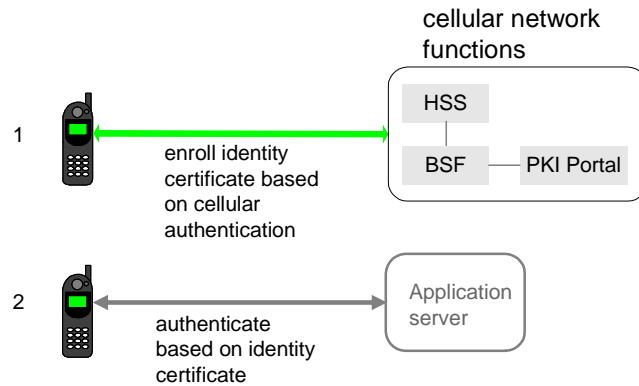 cellular network
functions
1
HSS
BSF
PKI Portal
enroll identity
certificate based
on cellular
authentication
2
Application
server
authenticate
based on identity
certificate